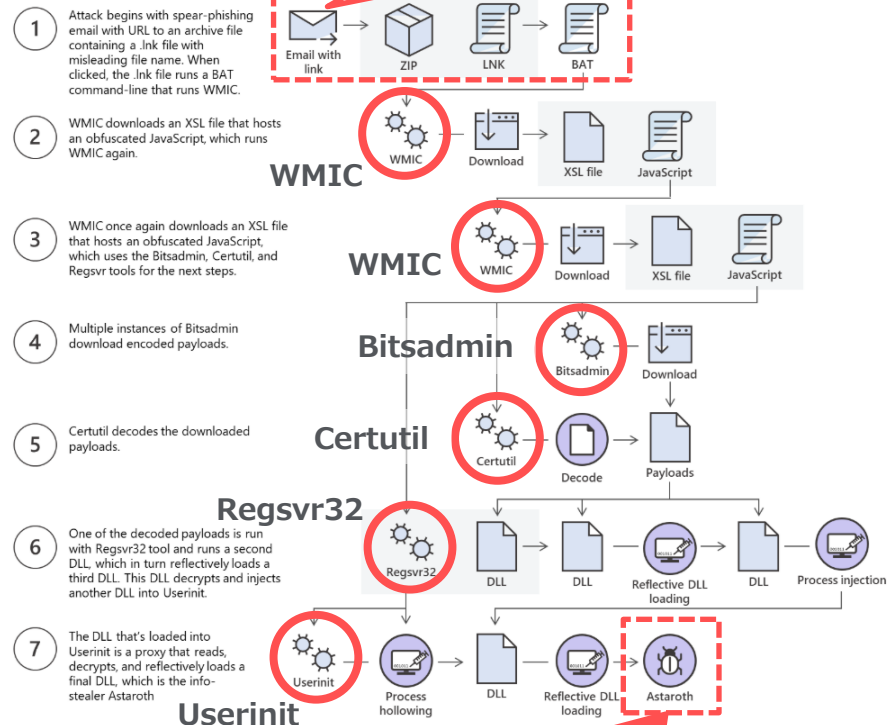 1
Attack begins with spear-phishing
email with URL to an archive file
containing a .lnk file with
misleading file name. When
clicked, the .lnk file runs a BAT
command-line that runs WMIC.
Email with
link
ZIP
LNK
BAT
2
WMIC downloads an XSL file that hosts
an obfuscated JavaScript, which runs
WMIC again.
WMIC
WMIC
Download
XSL file
JavaScript
3
WMIC once again downloads an XSL file
that hosts an obfuscated JavaScript,
which uses the Bitsadmin, Certutil, and
Regsvr tools for the next steps.
WMIC
WMIC
Download
XSL file
JavaScript
4
Multiple instances of Bitsadmin
download encoded payloads.
Bitsadmin
Bitsadmin
Download
5
Certutil decodes the downloaded
payloads.
Certutil
Certutil
Decode
Payloads
6
One of the decoded payloads is run
with Regsvr32 tool and runs a second
DLL, which in turn reflectively loads a
third DLL. This DLL decrypts and injects
another DLL into Userinit.
Regsvr32
Regsvr32
DLL
DLL
001011
Reflective DLL
loading
DLL
001011
Process injection
7
The DLL that's loaded into
Userinit is a proxy that reads,
decrypts, and reflectively loads a
final DLL, which is the info-
stealer Astaroth
Userinit
Userinit
001011
Process
hollowing
DLL
001011
Reflective DLL
loading
Astaroth